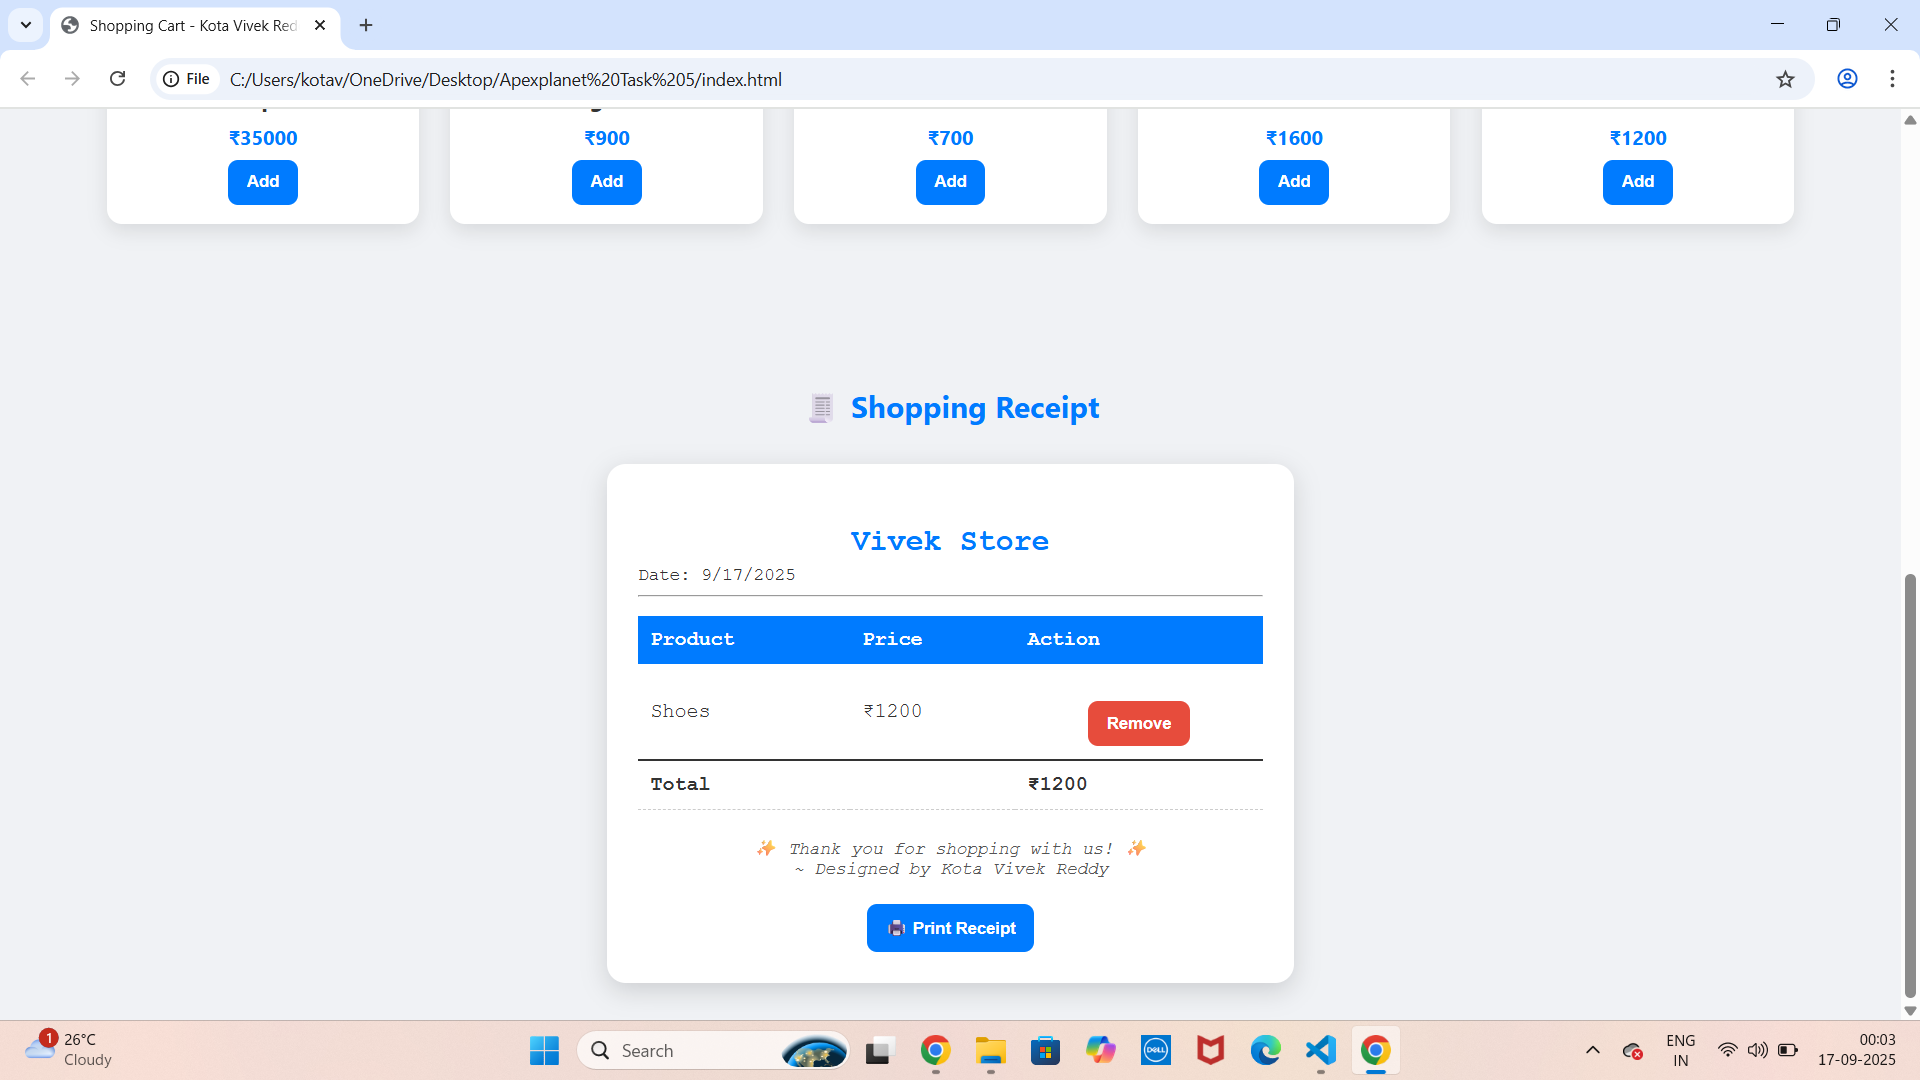 Shopping Cart - Kota Vivek Red
File
C:/Users/kotav/OneDrive/Desktop/Apexplanet%20Task%205/index.html
₹35000 ₹900 ₹700 ₹1600 ₹1200
Add Add Add Add Add
🧾 Shopping Receipt
Vivek Store
Date: 9/17/2025
Product Price Action
Shoes ₹1200 Remove
Total ₹1200
✨ Thank you for shopping with us! ✨
~ Designed by Kota Vivek Reddy
🖨️ Print Receipt
1
26°C
Cloudy
Search
DELL
ENG
IN
00:03
17-09-2025